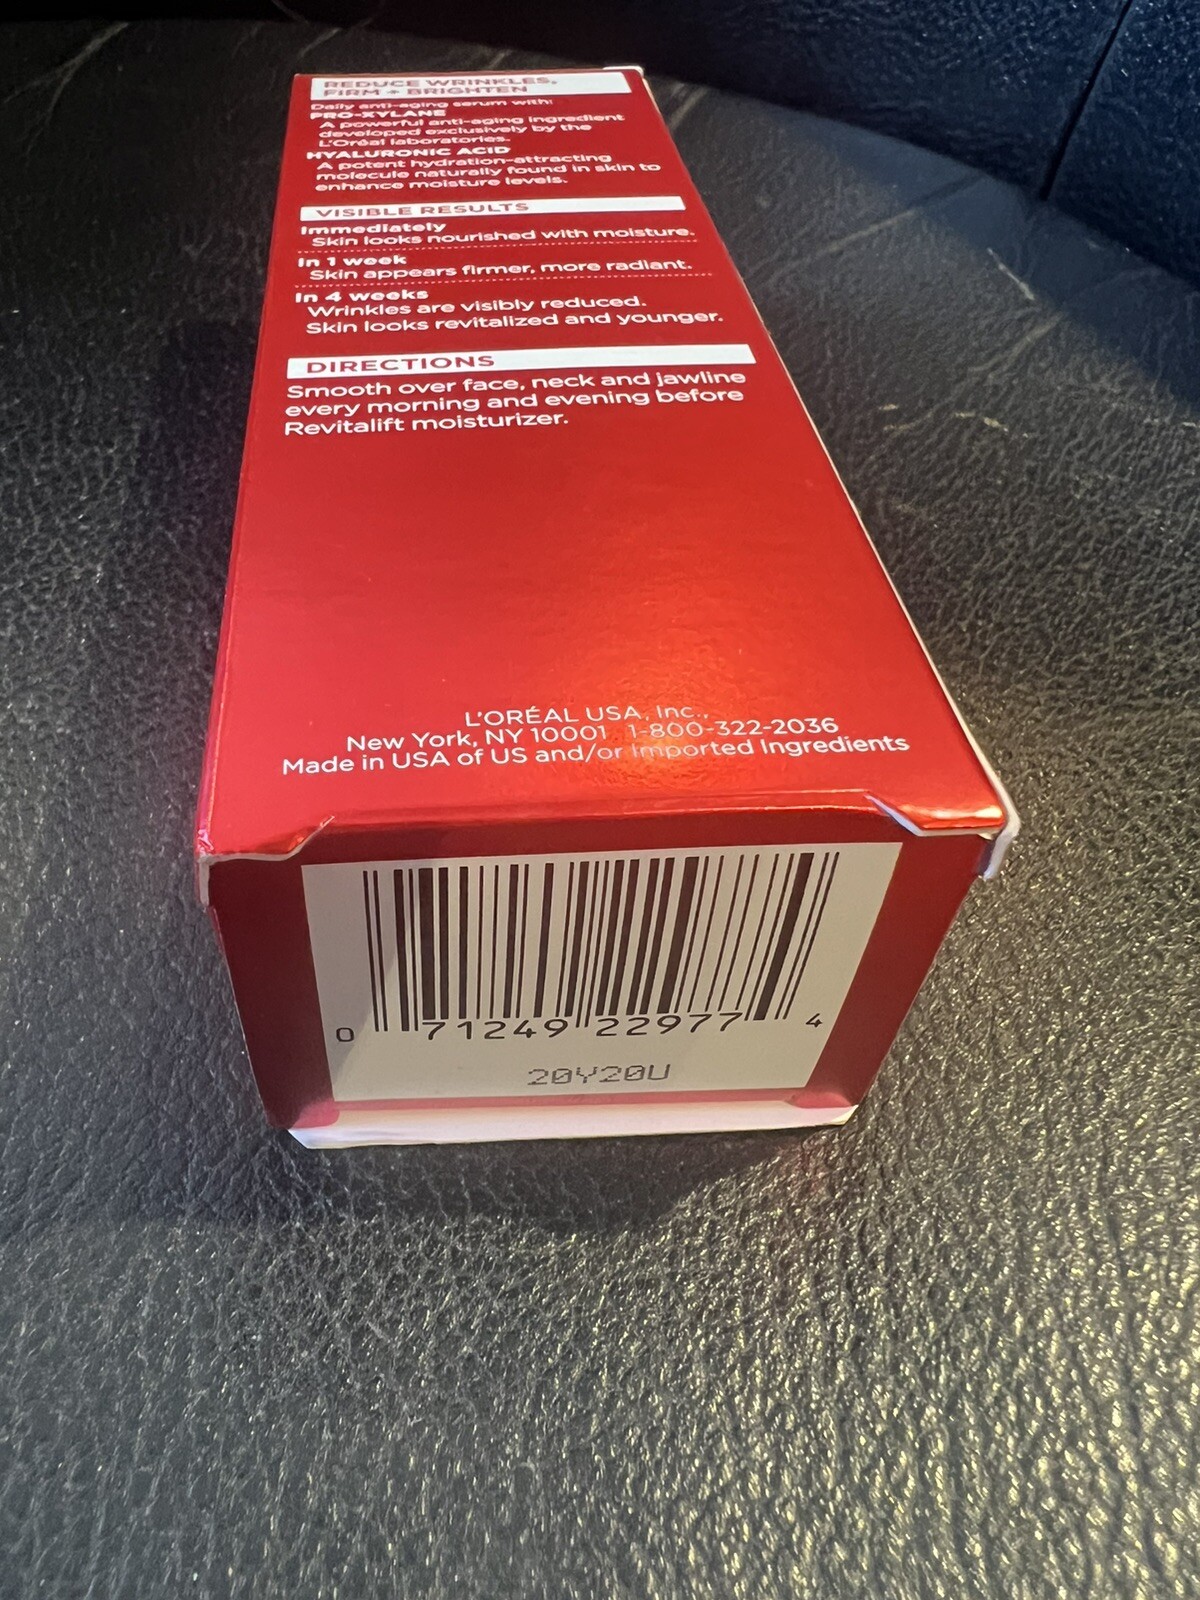 REDUCE WRINKLES,
FIRM + BRIGHTEN
Daily anti-aging serum with:
PRO-XYLANE
A powerful anti-aging ingredient
developed exclusively by the
L'Oréal laboratories.
HYALURONIC ACID
A potent hydration-attracting
molecule naturally found in skin to
enhance moisture levels.
VISIBLE RESULTS
Immediately
Skin looks nourished with moisture.
In 1 week
Skin appears firmer, more radiant.
In 4 weeks
Wrinkles are visibly reduced.
Skin looks revitalized and younger.
DIRECTIONS
Smooth over face, neck and jawline
every morning and evening before
Revitalift moisturizer.
L'ORÉAL USA, Inc.,
New York, NY 10001 1-800-322-2036
Made in USA of US and/or Imported Ingredients
0 71249 22977 4
20Y20U